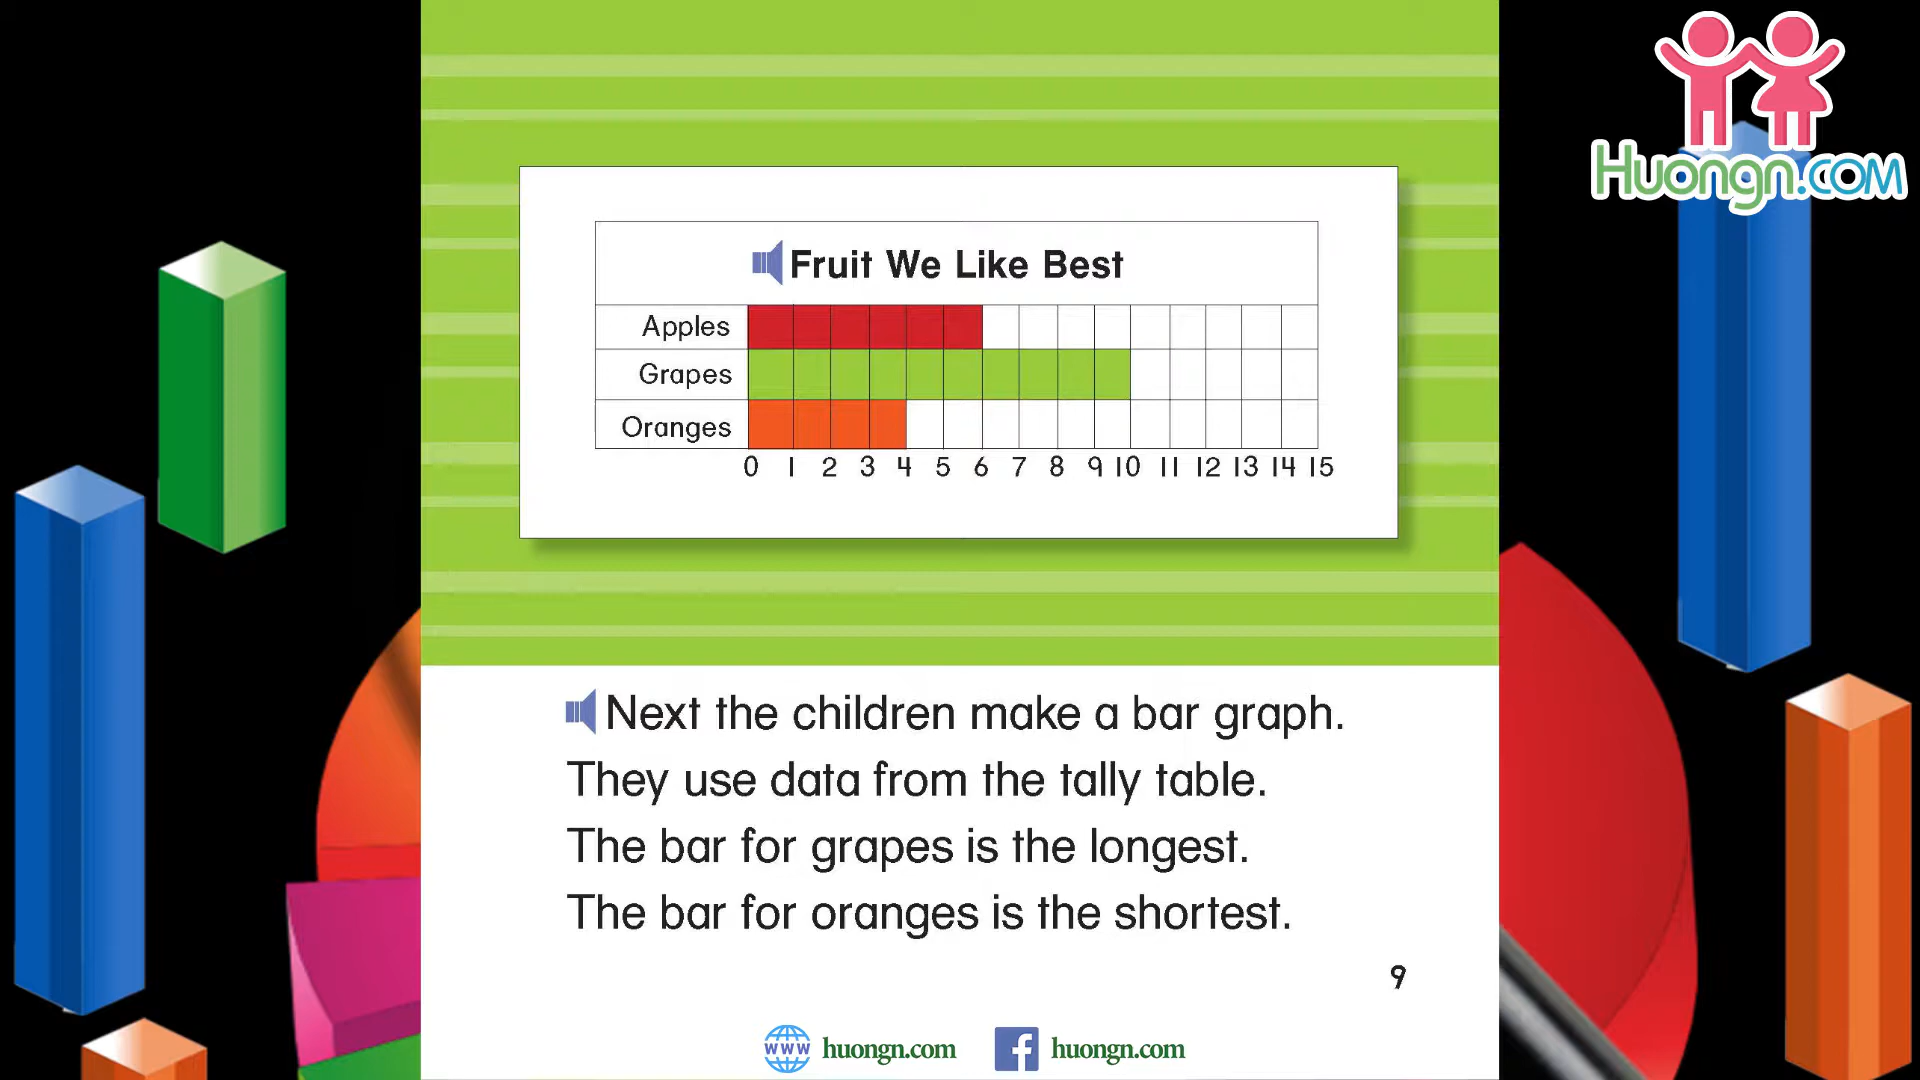 Huongn.com
Fruit We Like Best
Apples
Grapes
Oranges
0 1 2 3 4 5 6 7 8 9 10 11 12 13 14 15
Next the children make a bar graph.
They use data from the tally table.
The bar for grapes is the longest.
The bar for oranges is the shortest.
9
www huongn.com f huongn.com